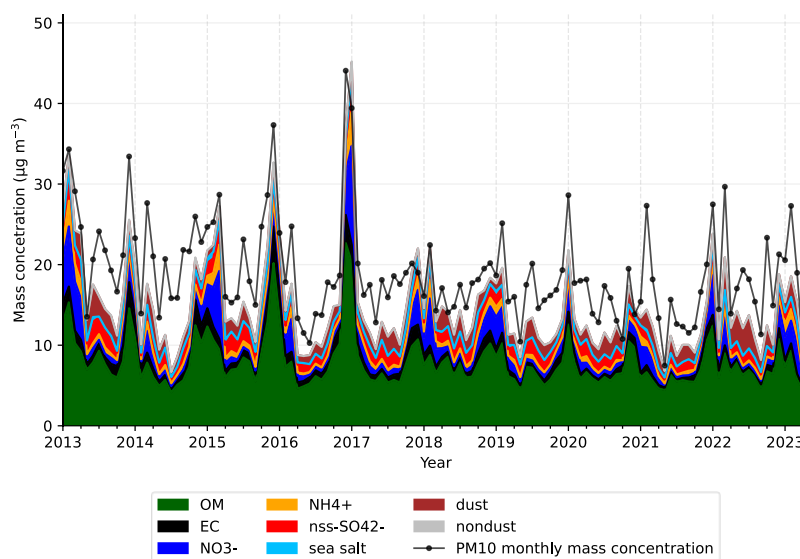 50
40
30
20
10
0
Mass concetration (μg m⁻³)
2013 2014 2015 2016 2017 2018 2019 2020 2021 2022 2023
Year
OM NH4+ dust
EC nss-SO42- nondust
NO3- sea salt PM10 monthly mass concentration